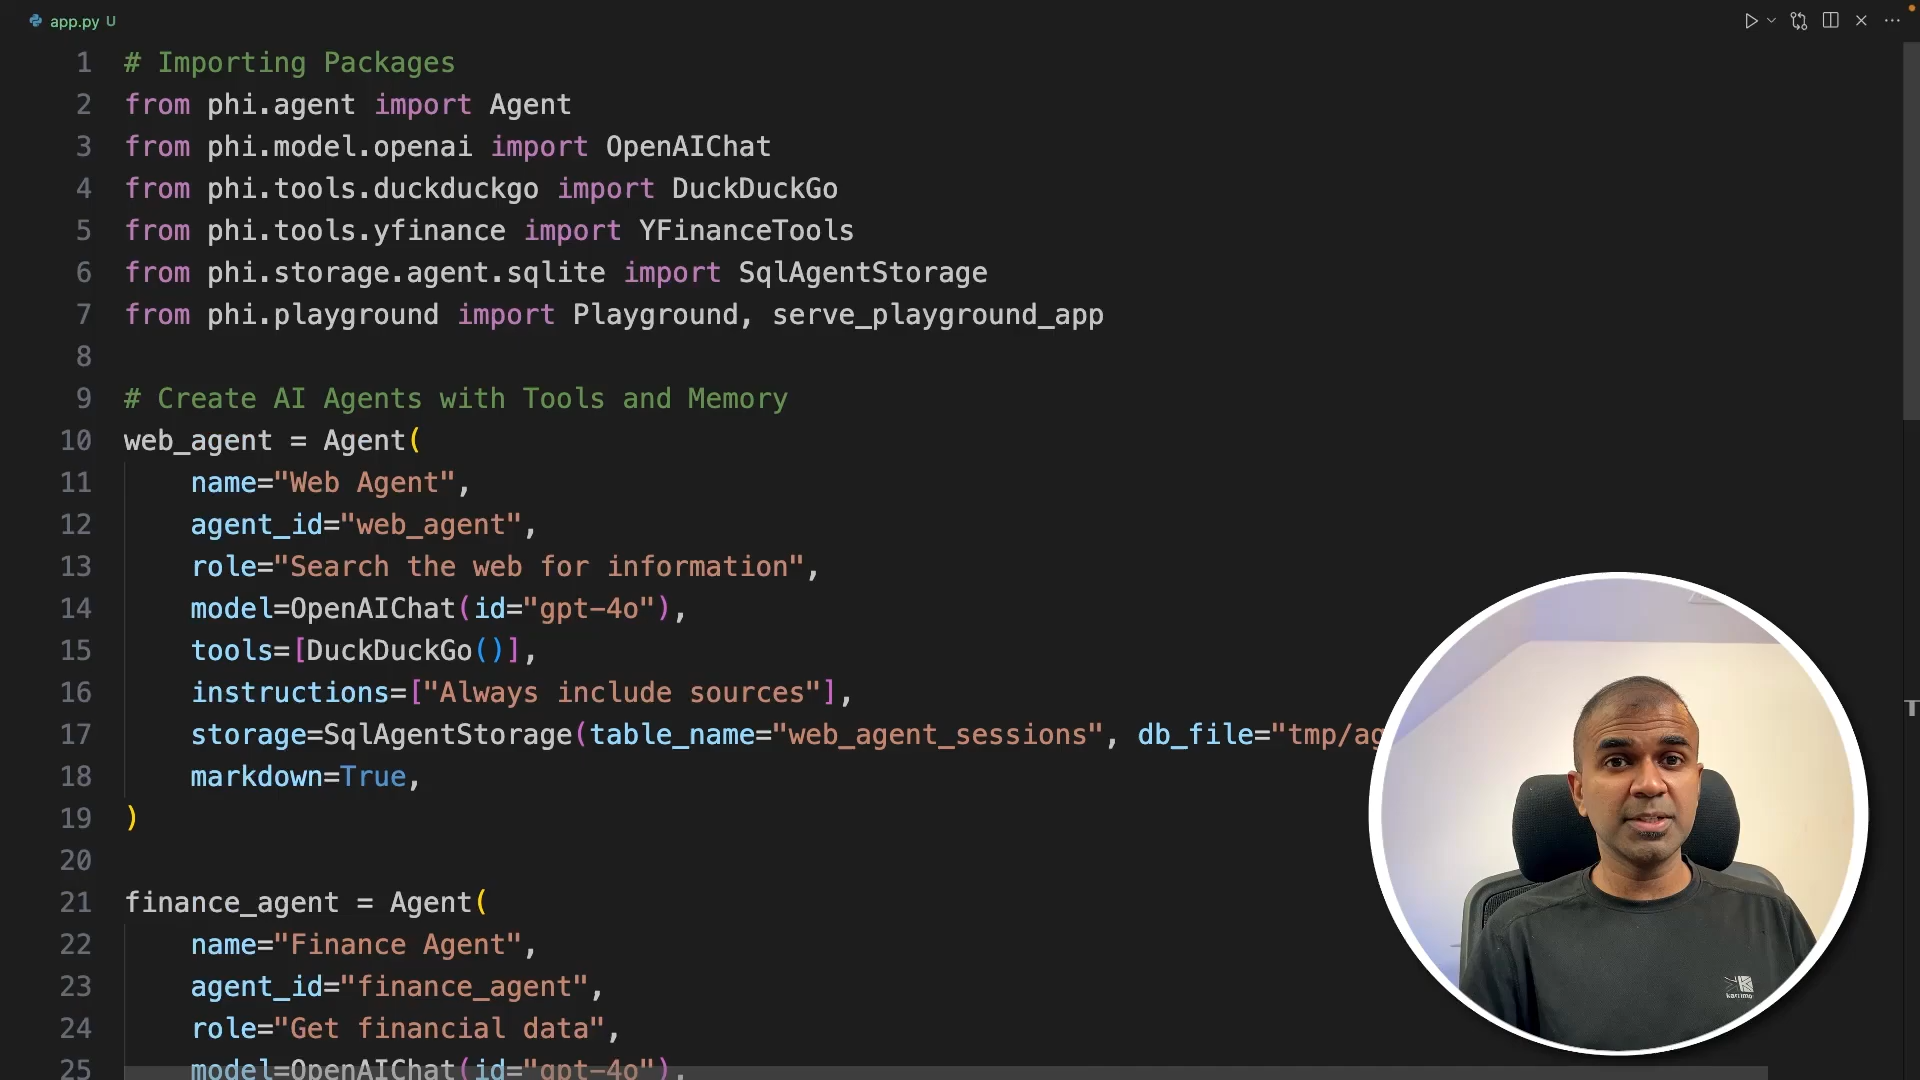 app.py U
1 # Importing Packages
2 from phi.agent import Agent
3 from phi.model.openai import OpenAIChat
4 from phi.tools.duckduckgo import DuckDuckGo
5 from phi.tools.yfinance import YFinanceTools
6 from phi.storage.agent.sqlite import SqlAgentStorage
7 from phi.playground import Playground, serve_playground_app
8
9 # Create AI Agents with Tools and Memory
10 web_agent = Agent(
11     name="Web Agent",
12     agent_id="web_agent",
13     role="Search the web for information",
14     model=OpenAIChat(id="gpt-4o"),
15     tools=[DuckDuckGo()],
16     instructions=["Always include sources"],
17     storage=SqlAgentStorage(table_name="web_agent_sessions", db_file="tmp/ag
18     markdown=True,
19 )
20
21 finance_agent = Agent(
22     name="Finance Agent",
23     agent_id="finance_agent",
24     role="Get financial data",
25     model=OpenAIChat(id="gpt-4o"),